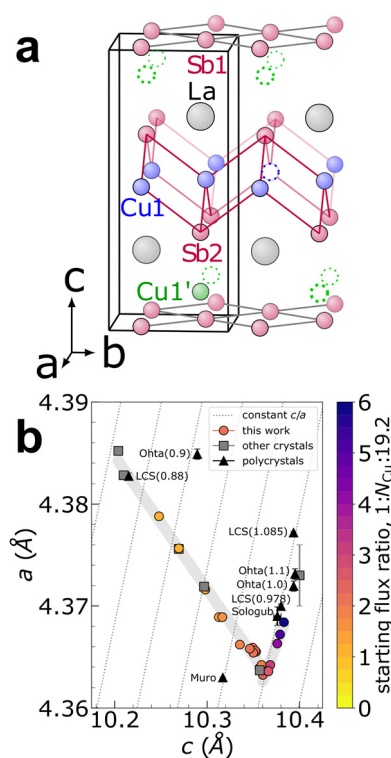 a
Sb1
La
Cu1
Sb2
Cu1'
c
a
b
b
4.39
4.38
4.37
4.36
a (Å)
constant c/a
this work
other crystals
polycrystals
Ohta(0.9)
LCS(0.88)
LCS(1.085)
Ohta(1.1)
Ohta(1.0)
LCS(0.978)
Sologub
Muro
10.2
10.3
10.4
c (Å)
6
5
4
3
2
1
0
starting flux ratio, 1:N_Cu:19.2